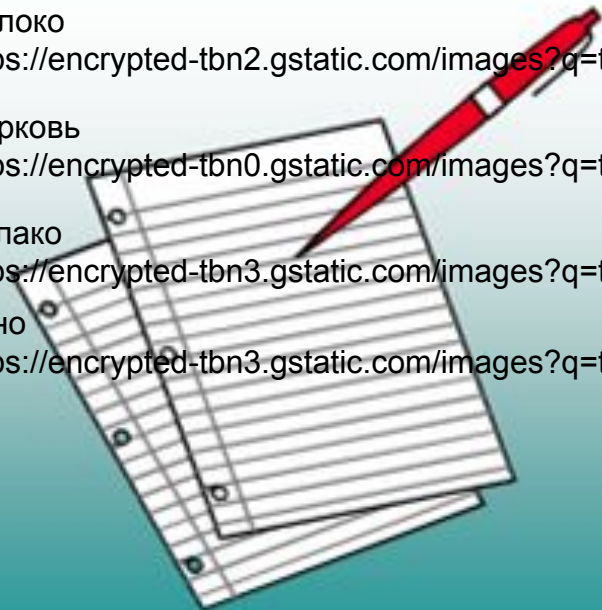 локо
ps://encrypted-tbn2.gstatic.com/images?q=t
рковь
ps://encrypted-tbn0.gstatic.com/images?q=t
лако
ps://encrypted-tbn3.gstatic.com/images?q=t
но
ps://encrypted-tbn3.gstatic.com/images?q=t